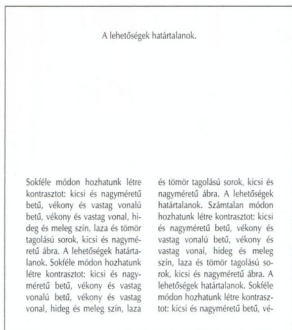 A lehetőségek határtalanok.
Sokféle módon hozhatunk létre
kontrasztot: kicsi és nagyméretű
betű, vékony és vastag vonalú
betű, vékony és vastag vonal, hi-
deg és meleg szín, laza és tömör
tagolású sorok, kicsi és nagymé-
retű ábra. A lehetőségek határta-
lanok. Sokféle módon hozhatunk
létre kontrasztot: kicsi és nagy-
méretű betű, vékony és vastag
vonalú betű, vékony és vastag
vonal, hideg és meleg szín, laza
és tömör tagolású sorok, kicsi és
nagyméretű ábra. A lehetőségek
határtalanok. Számtalan módon
hozhatunk létre kontrasztot: kicsi
és nagyméretű betű, vékony és
vastag vonalú betű, vékony és
vastag vonal, hideg és meleg
szín, laza és tömör tagolású so-
rok, kicsi és nagyméretű ábra. A
lehetőségek határtalanok. Sokféle
módon hozhatunk létre kontrasz-
tot: kicsi és nagyméretű betű, vé-